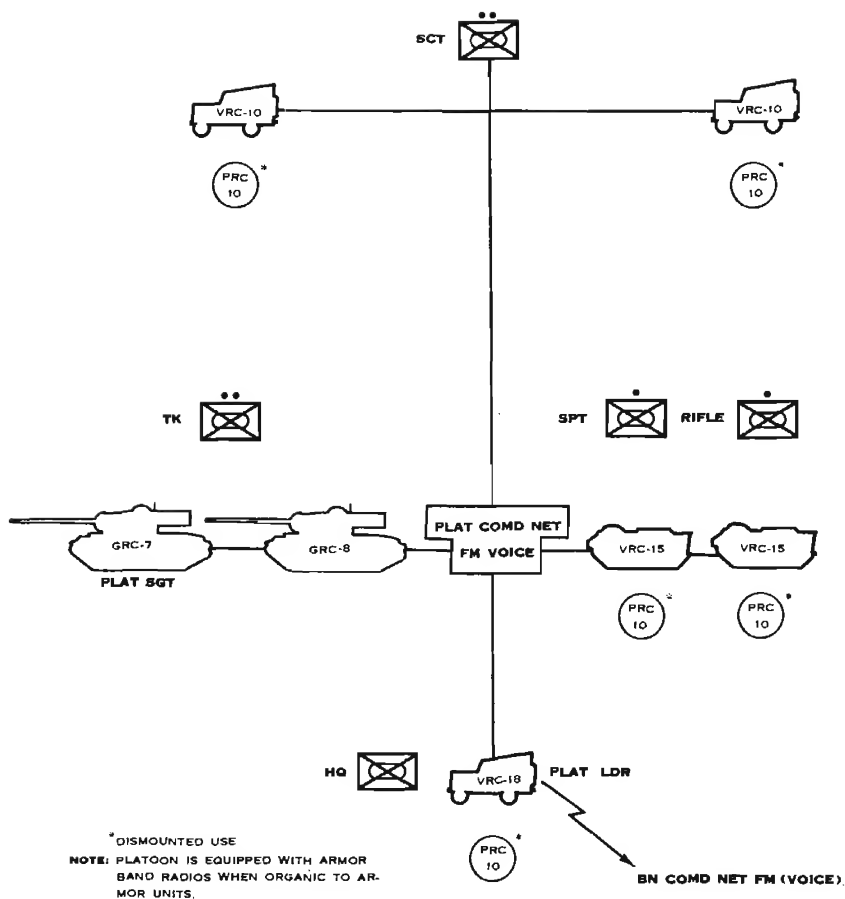 SCT
VRC-10
VRC-10
PRC
10
*
PRC
10
*
TK
SPT
RIFLE
GRC-7
GRC-8
PLAT COMD NET
FM VOICE
VRC-15
VRC-15
PLAT SGT
PRC
10
*
PRC
10
*
HQ
VRC-18
PLAT LDR
PRC
10
*
BN COMD NET FM (VOICE)
*DISMOUNTED USE
NOTE: PLATOON IS EQUIPPED WITH ARMOR
BAND RADIOS WHEN ORGANIC TO AR-
MOR UNITS.